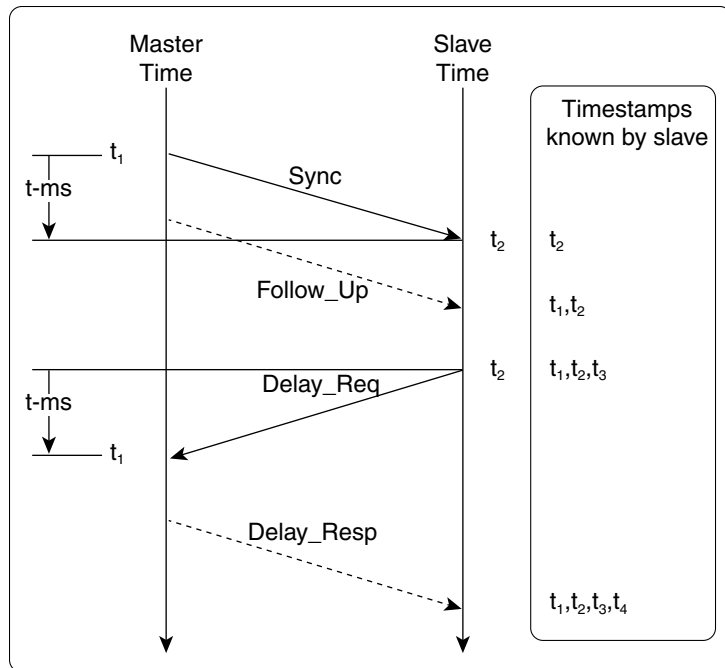 Master
Time
Slave
Time
Timestamps
known by slave
t₁
t-ms
Sync
t₂
t₂
Follow_Up
t₁,t₂
t₂
t₁,t₂,t₃
Delay_Req
t-ms
t₁
Delay_Resp
t₁,t₂,t₃,t₄